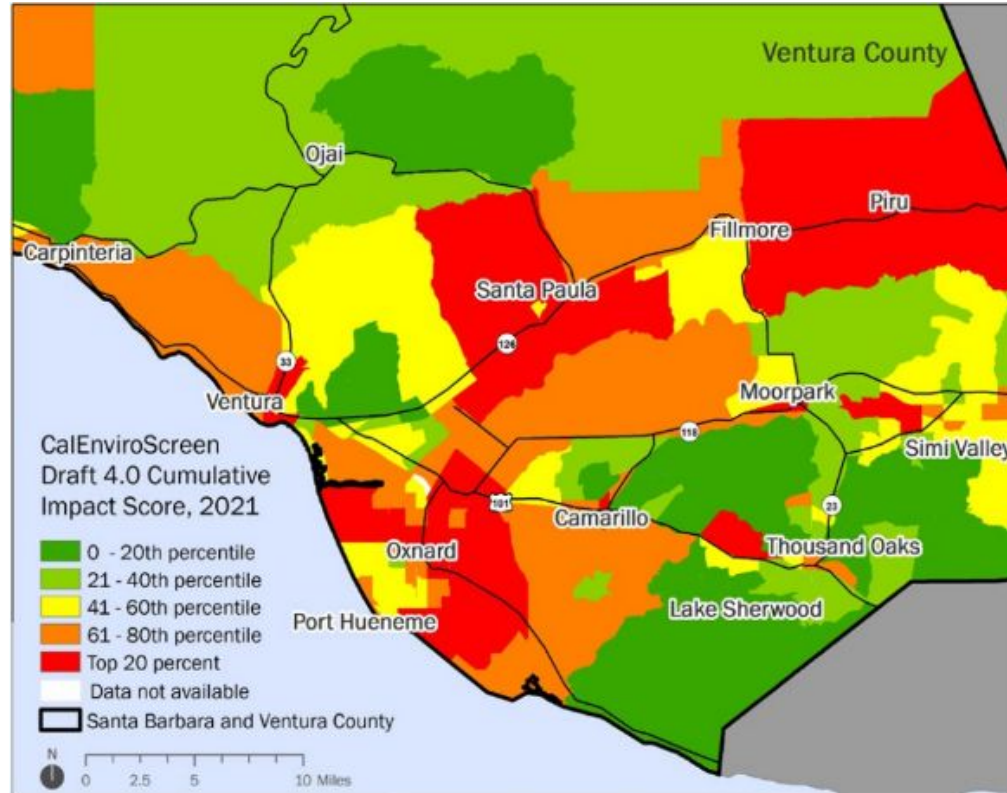 Ventura County
Ojai
Piru
Fillmore
Carpinteria
Santa Paula
126
33
Moorpark
Ventura
118
Simi Valley
CalEnviroScreen
Draft 4.0 Cumulative
Impact Score, 2021
101
23
Camarillo
Thousand Oaks
0 - 20th percentile
Oxnard
21 - 40th percentile
41 - 60th percentile
Lake Sherwood
61 - 80th percentile
Port Hueneme
Top 20 percent
Data not available
Santa Barbara and Ventura County
N
0 2.5 5 10 Miles